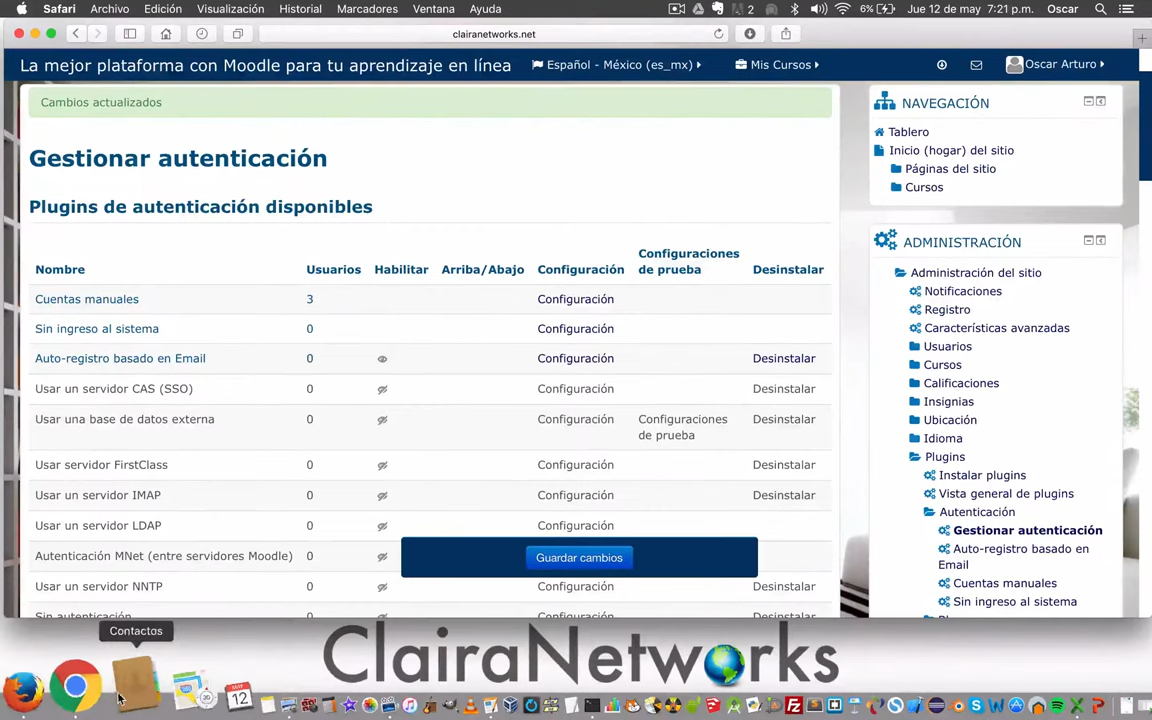 Safari Archivo Edición Visualización Historial Marcadores Ventana Ayuda 2 6% Jue 12 de may 7:21 p.m. Oscar
clairanetworks.net
La mejor plataforma con Moodle para tu aprendizaje en línea Español - México (es_mx) Mis Cursos Oscar Arturo
Cambios actualizados
Gestionar autenticación
Plugins de autenticación disponibles
Nombre Usuarios Habilitar Arriba/Abajo Configuración Configuraciones de prueba Desinstalar
Cuentas manuales 3 Configuración
Sin ingreso al sistema 0 Configuración
Auto-registro basado en Email 0 Configuración Desinstalar
Usar un servidor CAS (SSO) 0 Configuración Desinstalar
Usar una base de datos externa 0 Configuración Configuraciones de prueba Desinstalar
Usar servidor FirstClass 0 Configuración Desinstalar
Usar un servidor IMAP 0 Configuración Desinstalar
Usar un servidor LDAP 0 Configuración
Autenticación MNet (entre servidores Moodle) 0
Guardar cambios
Usar un servidor NNTP 0 Configuración Desinstalar
Sin autenticación
NAVEGACIÓN
Tablero
Inicio (hogar) del sitio
Páginas del sitio
Cursos
ADMINISTRACIÓN
Administración del sitio
Notificaciones
Registro
Características avanzadas
Usuarios
Cursos
Calificaciones
Insignias
Ubicación
Idioma
Plugins
Instalar plugins
Vista general de plugins
Autenticación
Gestionar autenticación
Auto-registro basado en
Email
Cuentas manuales
Sin ingreso al sistema
Contactos
ClairaNetworks
12